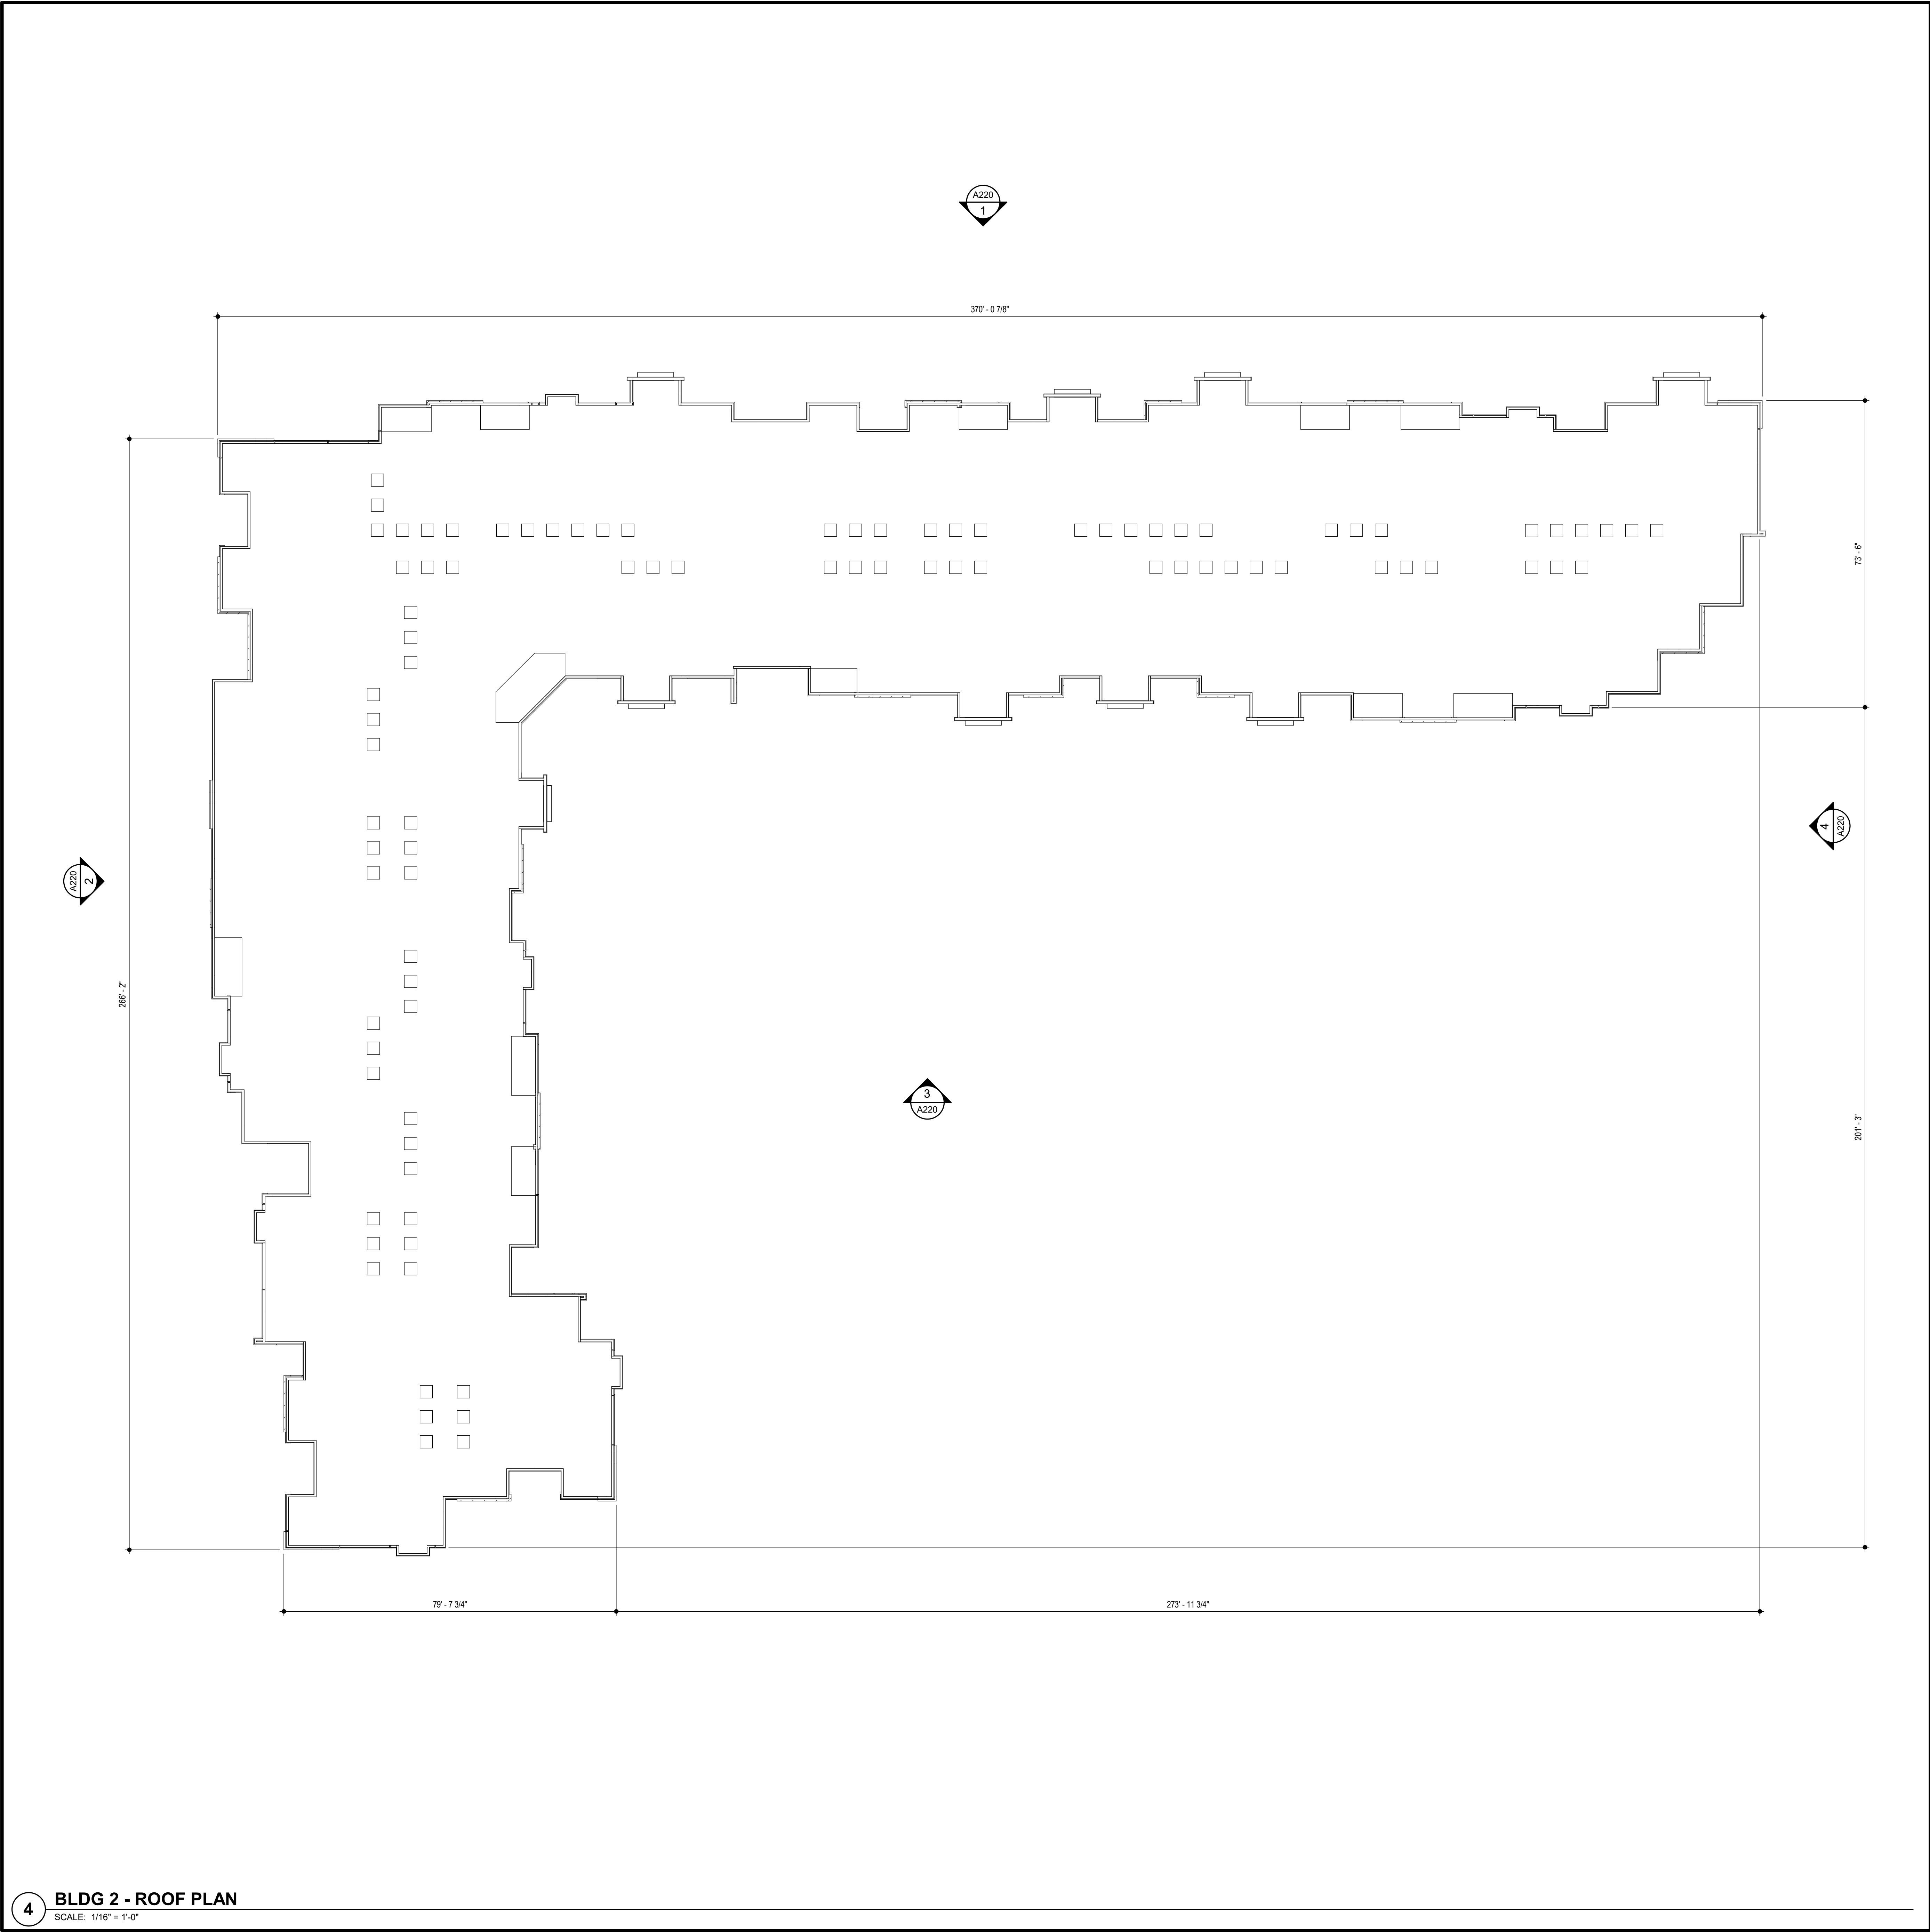 A220
1
370' - 0 7/8"
73' - 6"
4
A220
A220
2
266' - 2"
3
A220
201' - 3"
79' - 7 3/4"
273' - 11 3/4"
4
BLDG 2 - ROOF PLAN
SCALE: 1/16" = 1'-0"